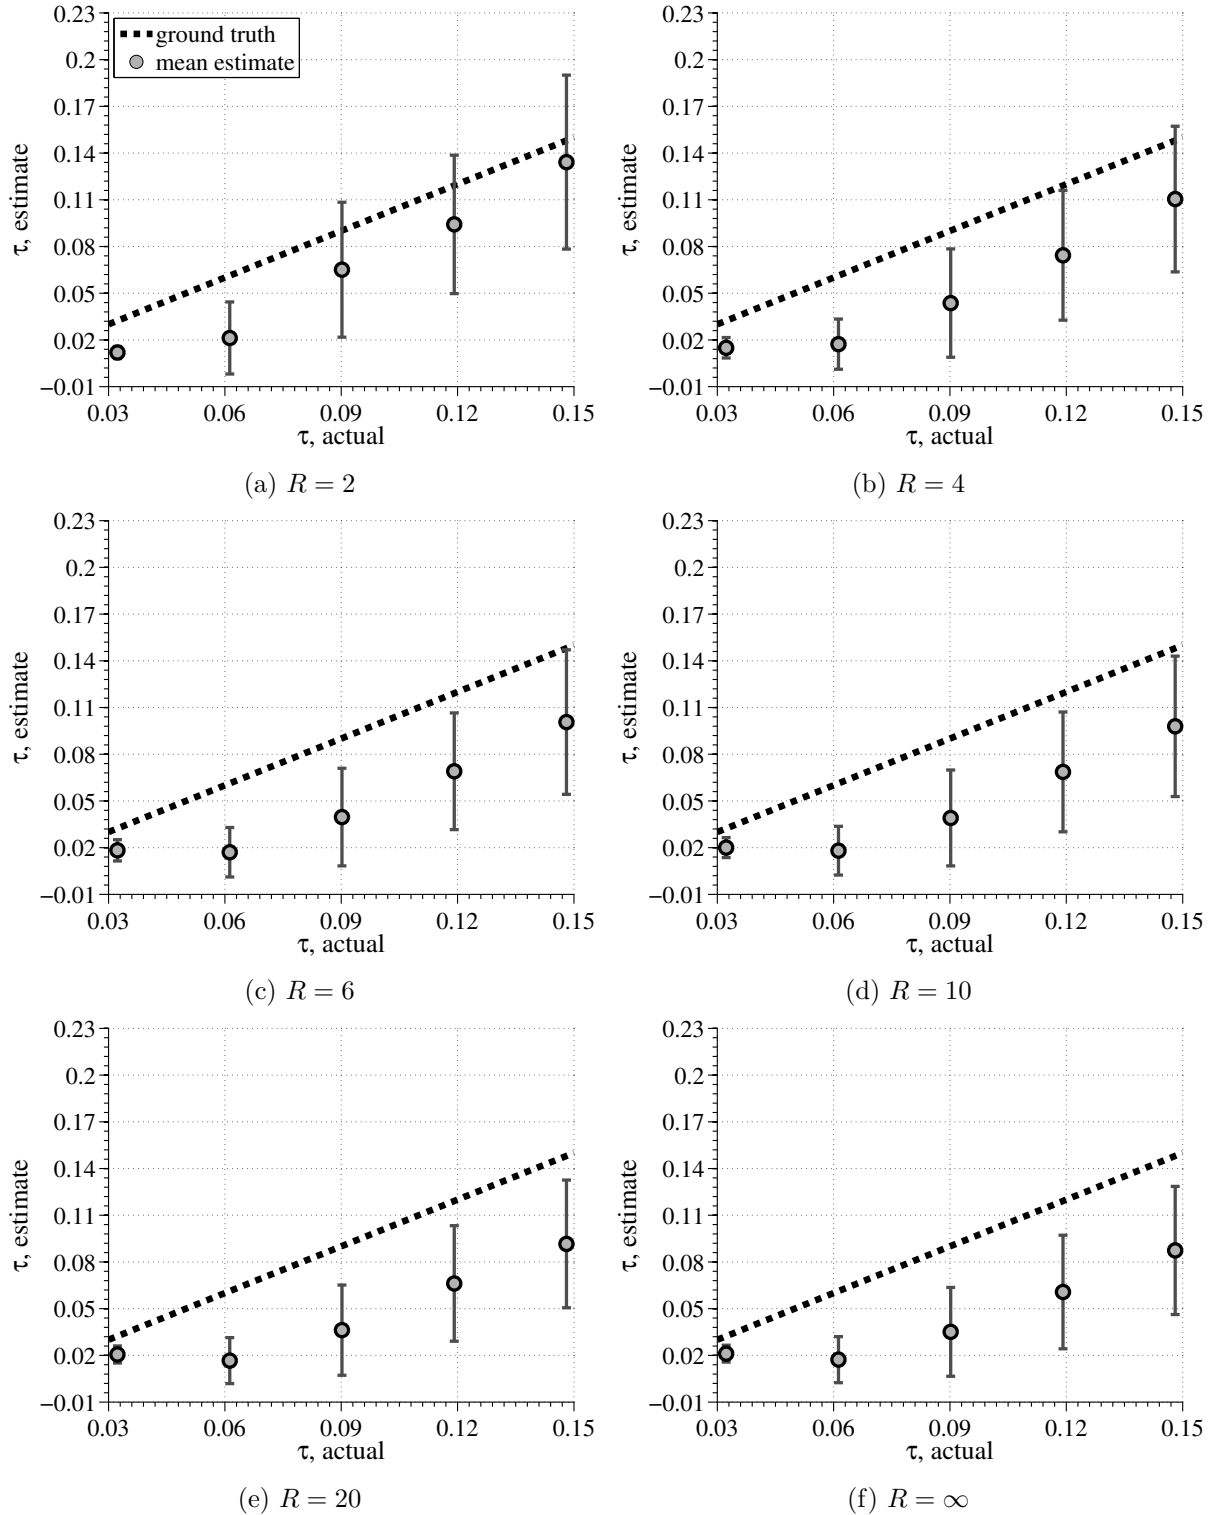 0.23
0.2
0.17
0.14
0.11
0.08
0.05
0.02
−0.01
τ, estimate
ground truth
mean estimate
0.03 0.06 0.09 0.12 0.15
τ, actual
(a) R = 2
0.23
0.2
0.17
0.14
0.11
0.08
0.05
0.02
−0.01
τ, estimate
0.03 0.06 0.09 0.12 0.15
τ, actual
(b) R = 4
0.23
0.2
0.17
0.14
0.11
0.08
0.05
0.02
−0.01
τ, estimate
0.03 0.06 0.09 0.12 0.15
τ, actual
(c) R = 6
0.23
0.2
0.17
0.14
0.11
0.08
0.05
0.02
−0.01
τ, estimate
0.03 0.06 0.09 0.12 0.15
τ, actual
(d) R = 10
0.23
0.2
0.17
0.14
0.11
0.08
0.05
0.02
−0.01
τ, estimate
0.03 0.06 0.09 0.12 0.15
τ, actual
(e) R = 20
0.23
0.2
0.17
0.14
0.11
0.08
0.05
0.02
−0.01
τ, estimate
0.03 0.06 0.09 0.12 0.15
τ, actual
(f) R = ∞